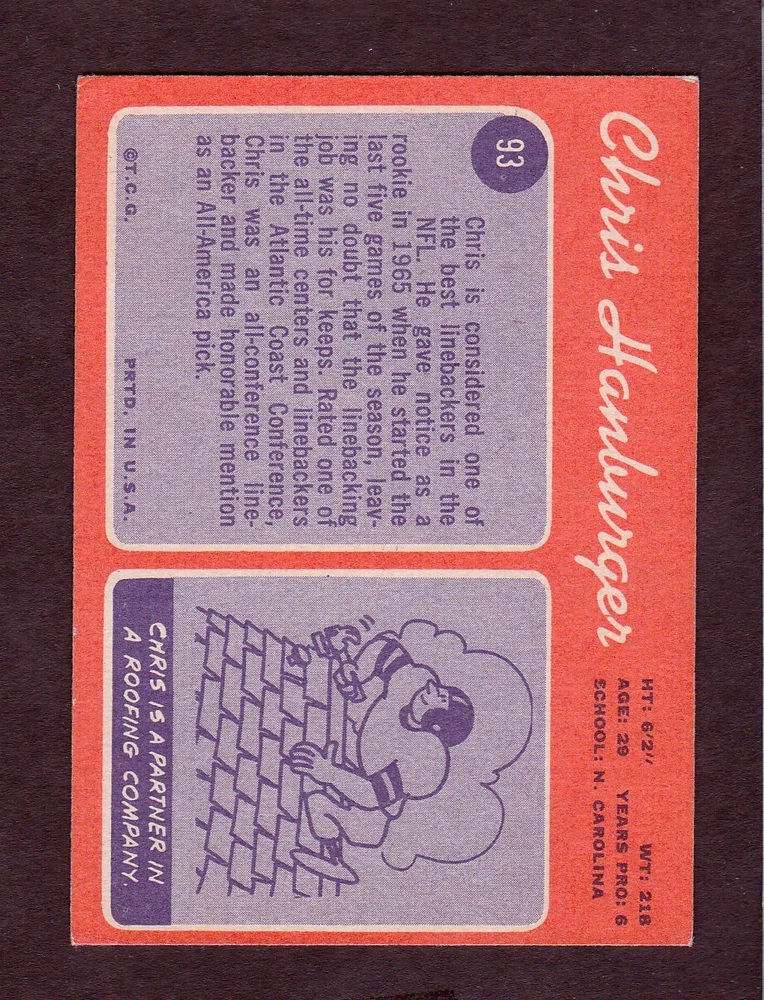 Chris Hanburger
HT: 6'2" WT: 218
AGE: 29 YEARS PRO: 6
SCHOOL: N. CAROLINA
93
Chris is considered one of
the best linebackers in the
NFL. He gave notice as a
rookie in 1965 when he started the
last five games of the season, leav-
ing no doubt that the linebacking
job was his for keeps. Rated one of
the all-time centers and linebackers
in the Atlantic Coast Conference,
Chris was an all-conference line-
backer and made honorable mention
as an All-America pick.
©T.C.G. PRTD. IN U.S.A.
CHRIS IS A PARTNER IN
A ROOFING COMPANY.